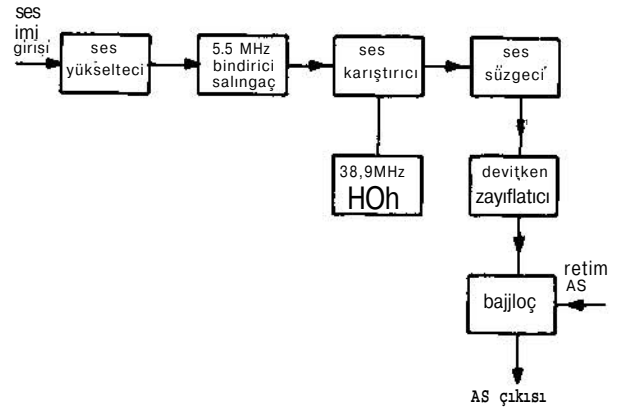 ses
imi
girişi
ses
yükselteci
5.5 MHz
bindirici
salıngaç
ses
karıştırıcı
ses
süzgeci
38,9MHz
HOh
devitken
zayıflatıcı
retim
AS
bajjloç
AS çıkısı